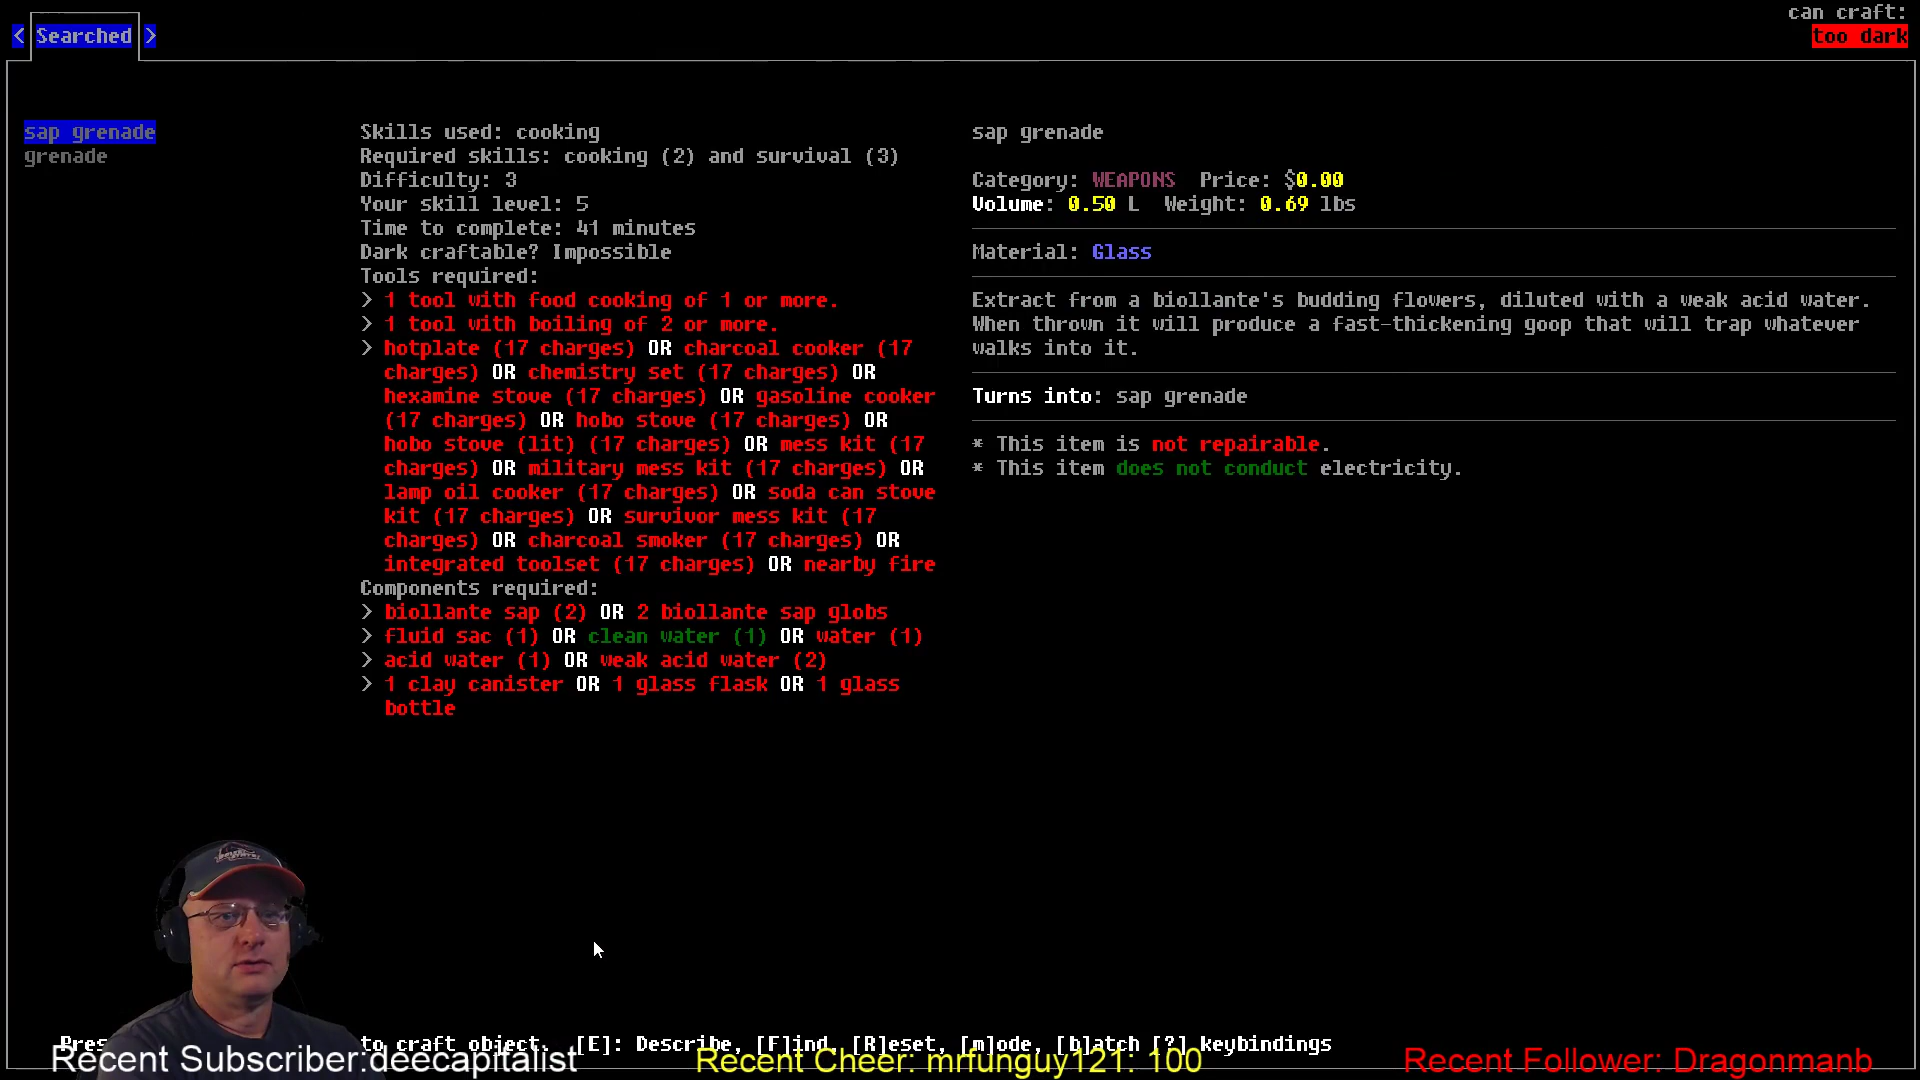 can craft:
< Searched >
too dark
sap grenade
grenade
Skills used: cooking
Required skills: cooking (2) and survival (3)
Difficulty: 3
Your skill level: 5
Time to complete: 41 minutes
Dark craftable? Impossible
Tools required:
> 1 tool with food cooking of 1 or more.
> 1 tool with boiling of 2 or more.
> hotplate (17 charges) OR charcoal cooker (17
charges) OR chemistry set (17 charges) OR
hexamine stove (17 charges) OR gasoline cooker
(17 charges) OR hobo stove (17 charges) OR
hobo stove (lit) (17 charges) OR mess kit (17
charges) OR military mess kit (17 charges) OR
lamp oil cooker (17 charges) OR soda can stove
kit (17 charges) OR survivor mess kit (17
charges) OR charcoal smoker (17 charges) OR
integrated toolset (17 charges) OR nearby fire
Components required:
> biollante sap (2) OR 2 biollante sap globs
> fluid sac (1) OR clean water (1) OR water (1)
> acid water (1) OR weak acid water (2)
> 1 clay canister OR 1 glass flask OR 1 glass
bottle
sap grenade
Category: WEAPONS Price: $0.00
Volume: 0.50 L Weight: 0.69 lbs
Material: Glass
Extract from a biollante's budding flowers, diluted with a weak acid water.
When thrown it will produce a fast-thickening goop that will trap whatever
walks into it.
Turns into: sap grenade
* This item is not repairable.
* This item does not conduct electricity.
to craft object. [E]: Describe, [F]ind, [R]eset, [m]ode, [b]atch [?] keybindings
Recent Subscriber:deecapitalist
Recent Cheer: mrfunguy121: 100
Recent Follower: Dragonmanb